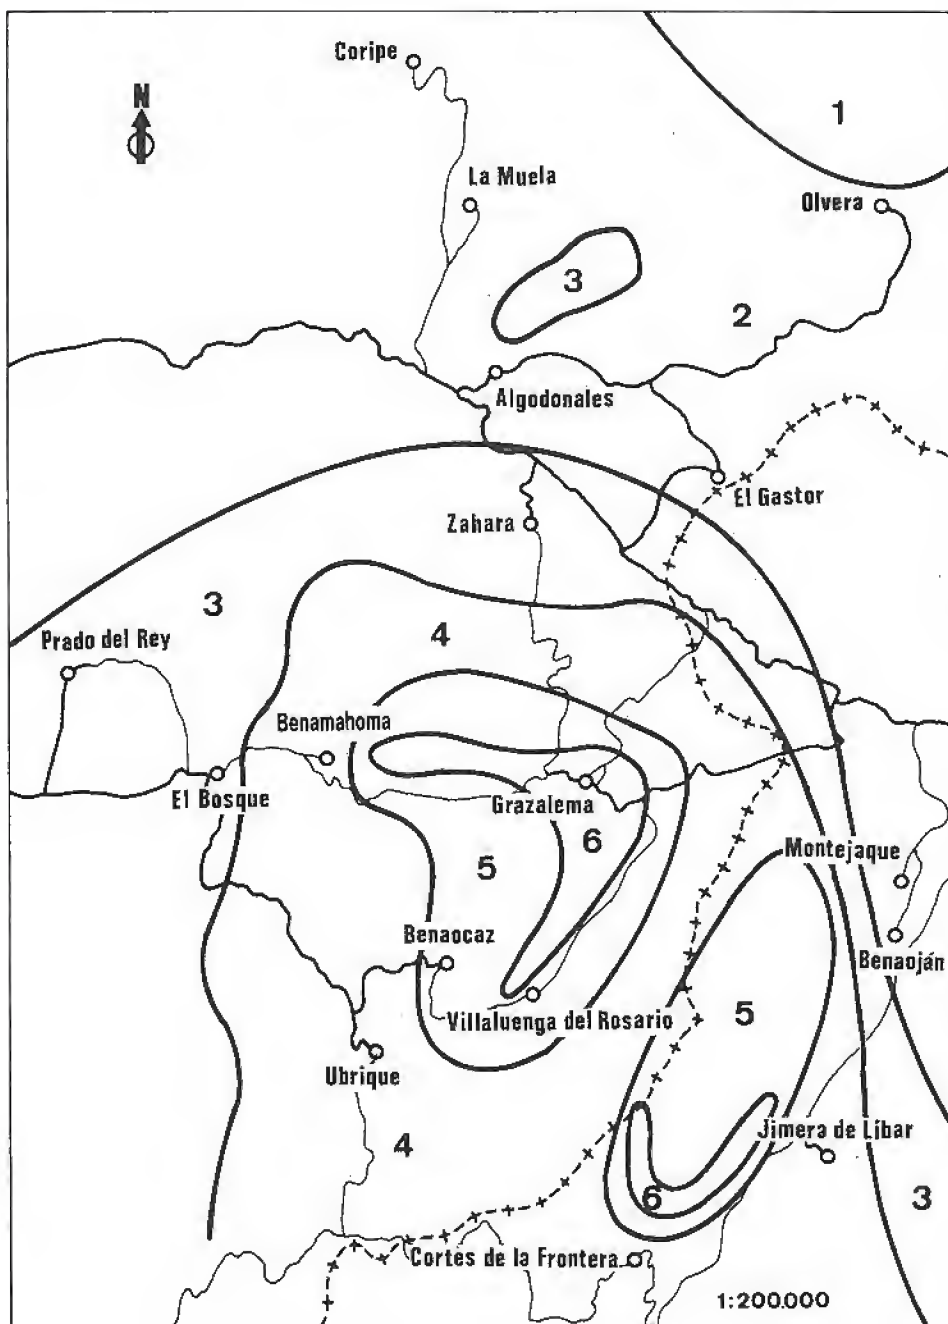 Coripe
N
1
La Muela
Olvera
3
2
Algodonales
El Gastor
Zahara
3
4
Prado del Rey
Benamahoma
El Bosque
Grazalema
6
5
Montejaque
Benaocaz
Benaoján
Villaluenga del Rosario
5
Ubrique
4
Jimera de Líbar
6
3
Cortes de la Frontera
1:200.000